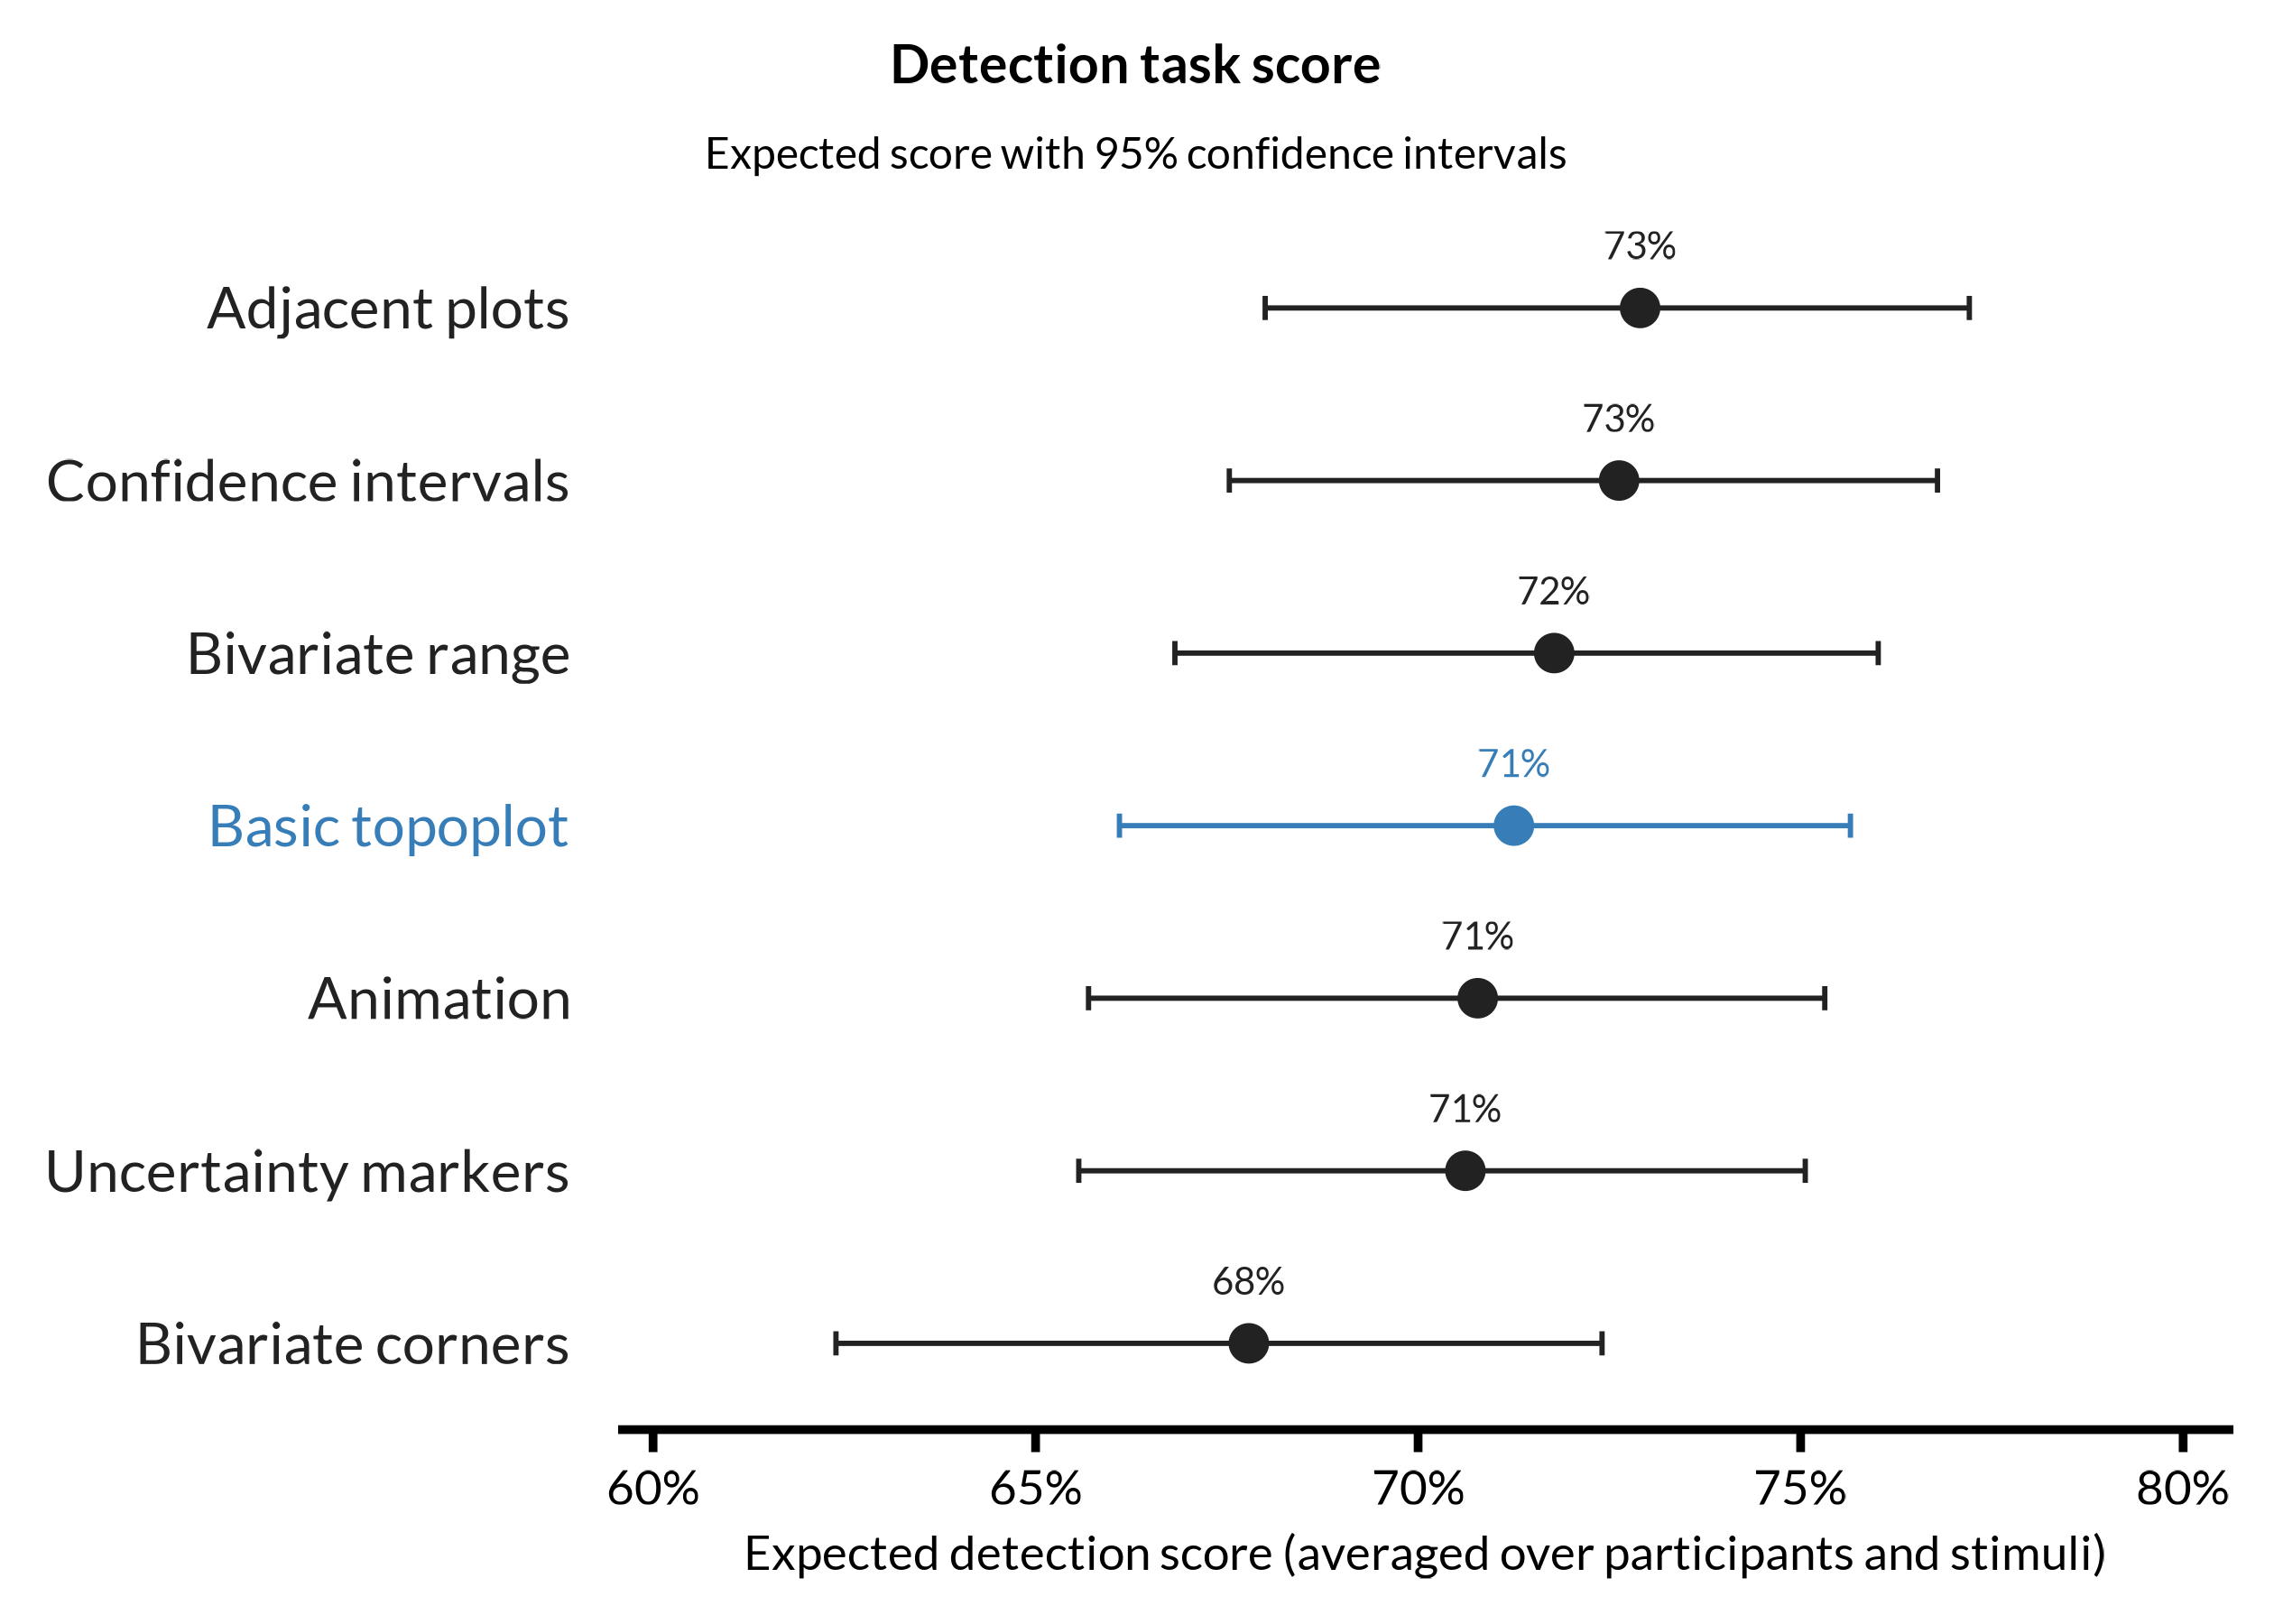 Detection task score
Expected score with 95% confidence intervals
73%
Adjacent plots
73%
Confidence intervals
72%
Bivariate range
71%
Basic topoplot
71%
Animation
71%
Uncertainty markers
68%
Bivariate corners
60% 65% 70% 75% 80%
Expected detection score (averaged over participants and stimuli)